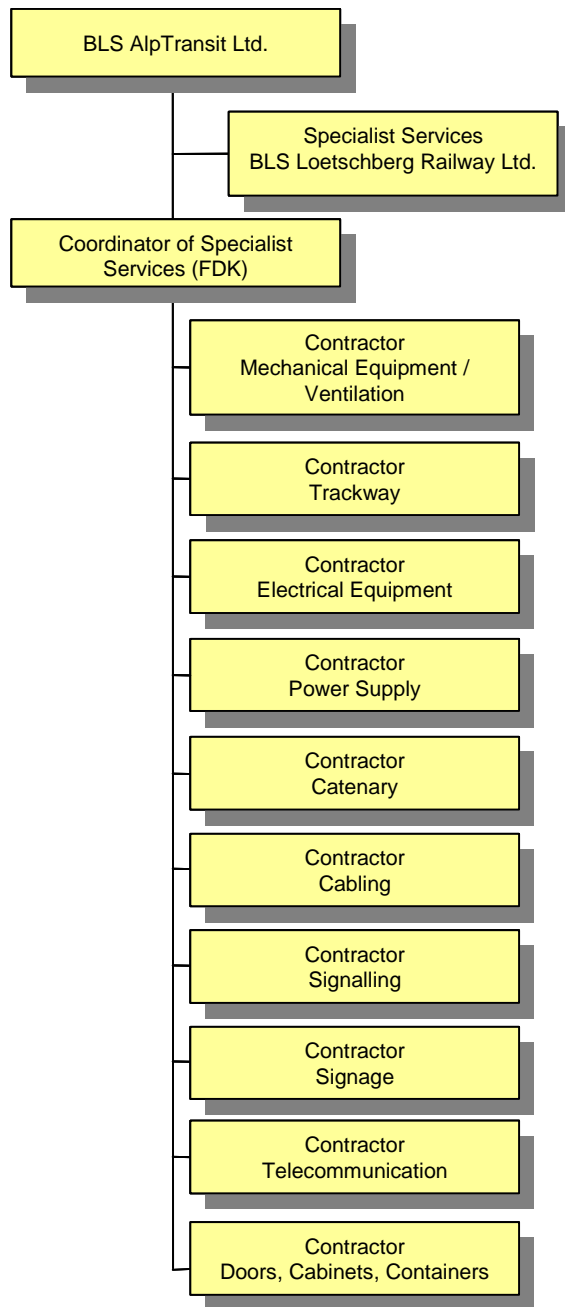 BLS AlpTransit Ltd.
Specialist Services
BLS Loetschberg Railway Ltd.
Coordinator of Specialist
Services (FDK)
Contractor
Mechanical Equipment /
Ventilation
Contractor
Trackway
Contractor
Electrical Equipment
Contractor
Power Supply
Contractor
Catenary
Contractor
Cabling
Contractor
Signalling
Contractor
Signage
Contractor
Telecommunication
Contractor
Doors, Cabinets, Containers